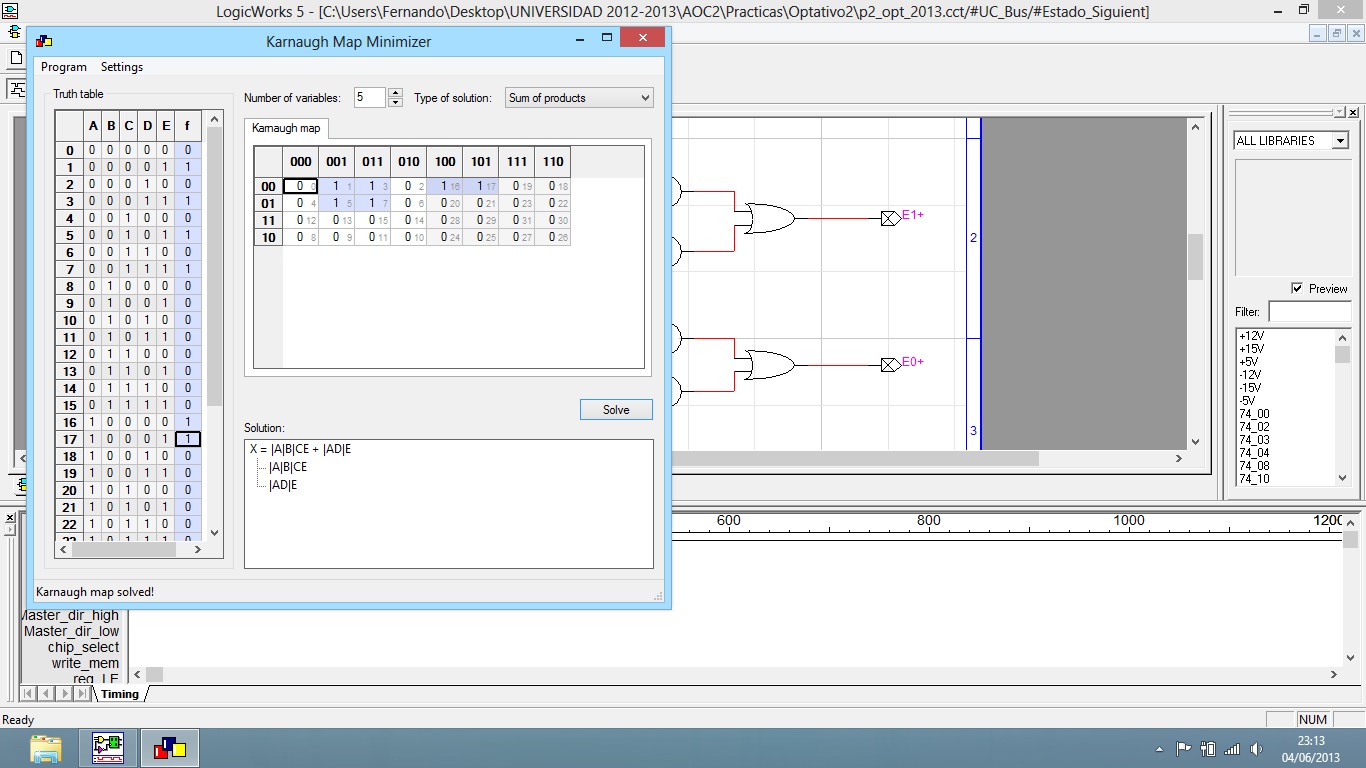 LogicWorks 5 - [C:\Users\Fernando\Desktop\UNIVERSIDAD 2012-2013\AOC2\Practicas\Optativo2\p2_opt_2013.cct/#UC_Bus/#Estado_Siguient]
Karnaugh Map Minimizer
Program Settings
Truth table
A B C D E f
0 0 0 0 0 0 0
1 0 0 0 0 1 1
2 0 0 0 1 0 0
3 0 0 0 1 1 1
4 0 0 1 0 0 0
5 0 0 1 0 1 1
6 0 0 1 1 0 0
7 0 0 1 1 1 1
8 0 1 0 0 0 0
9 0 1 0 0 1 0
10 0 1 0 1 0 0
11 0 1 0 1 1 0
12 0 1 1 0 0 0
13 0 1 1 0 1 0
14 0 1 1 1 0 0
15 0 1 1 1 1 0
16 1 0 0 0 0 1
17 1 0 0 0 1 1
18 1 0 0 1 0 0
19 1 0 0 1 1 0
20 1 0 1 0 0 0
21 1 0 1 0 1 0
22 1 0 1 1 0 0
Number of variables: 5 Type of solution: Sum of products
Karnaugh map
000 001 011 010 100 101 111 110
00 0 0 1 1 1 3 0 2 1 16 1 17 0 19 0 18
01 0 4 1 5 1 7 0 6 0 20 0 21 0 23 0 22
11 0 12 0 13 0 15 0 14 0 28 0 29 0 31 0 30
10 0 8 0 9 0 11 0 10 0 24 0 25 0 27 0 26
Solve
Solution:
X = |A|B|CE + |AD|E
|A|B|CE
|AD|E
Karnaugh map solved!
E1+
E0+
2
3
ALL LIBRARIES
Preview
Filter:
+12V
+15V
+5V
-12V
-15V
-5V
74_00
74_02
74_03
74_04
74_08
74_10
600 800 1000 1200
Master_dir_high
Master_dir_low
chip_select
write_mem
reg_LE
Timing
Ready
NUM
23:13
04/06/2013